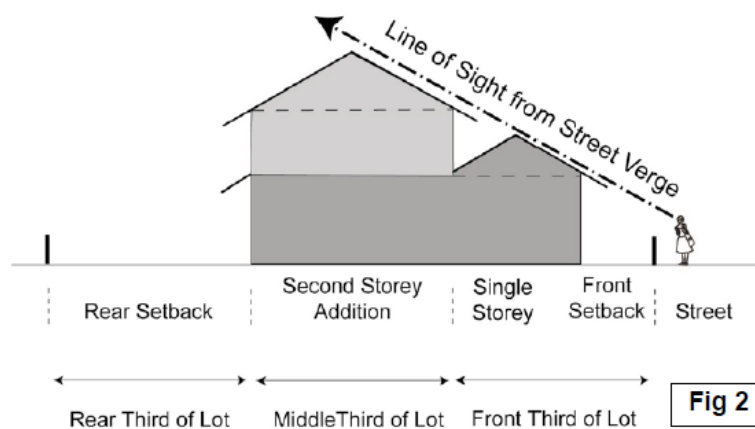 Line of Sight from Street Verge
Rear Setback
Second Storey
Addition
Single
Storey
Front
Setback
Street
Rear Third of Lot
MiddleThird of Lot
Front Third of Lot
Fig 2